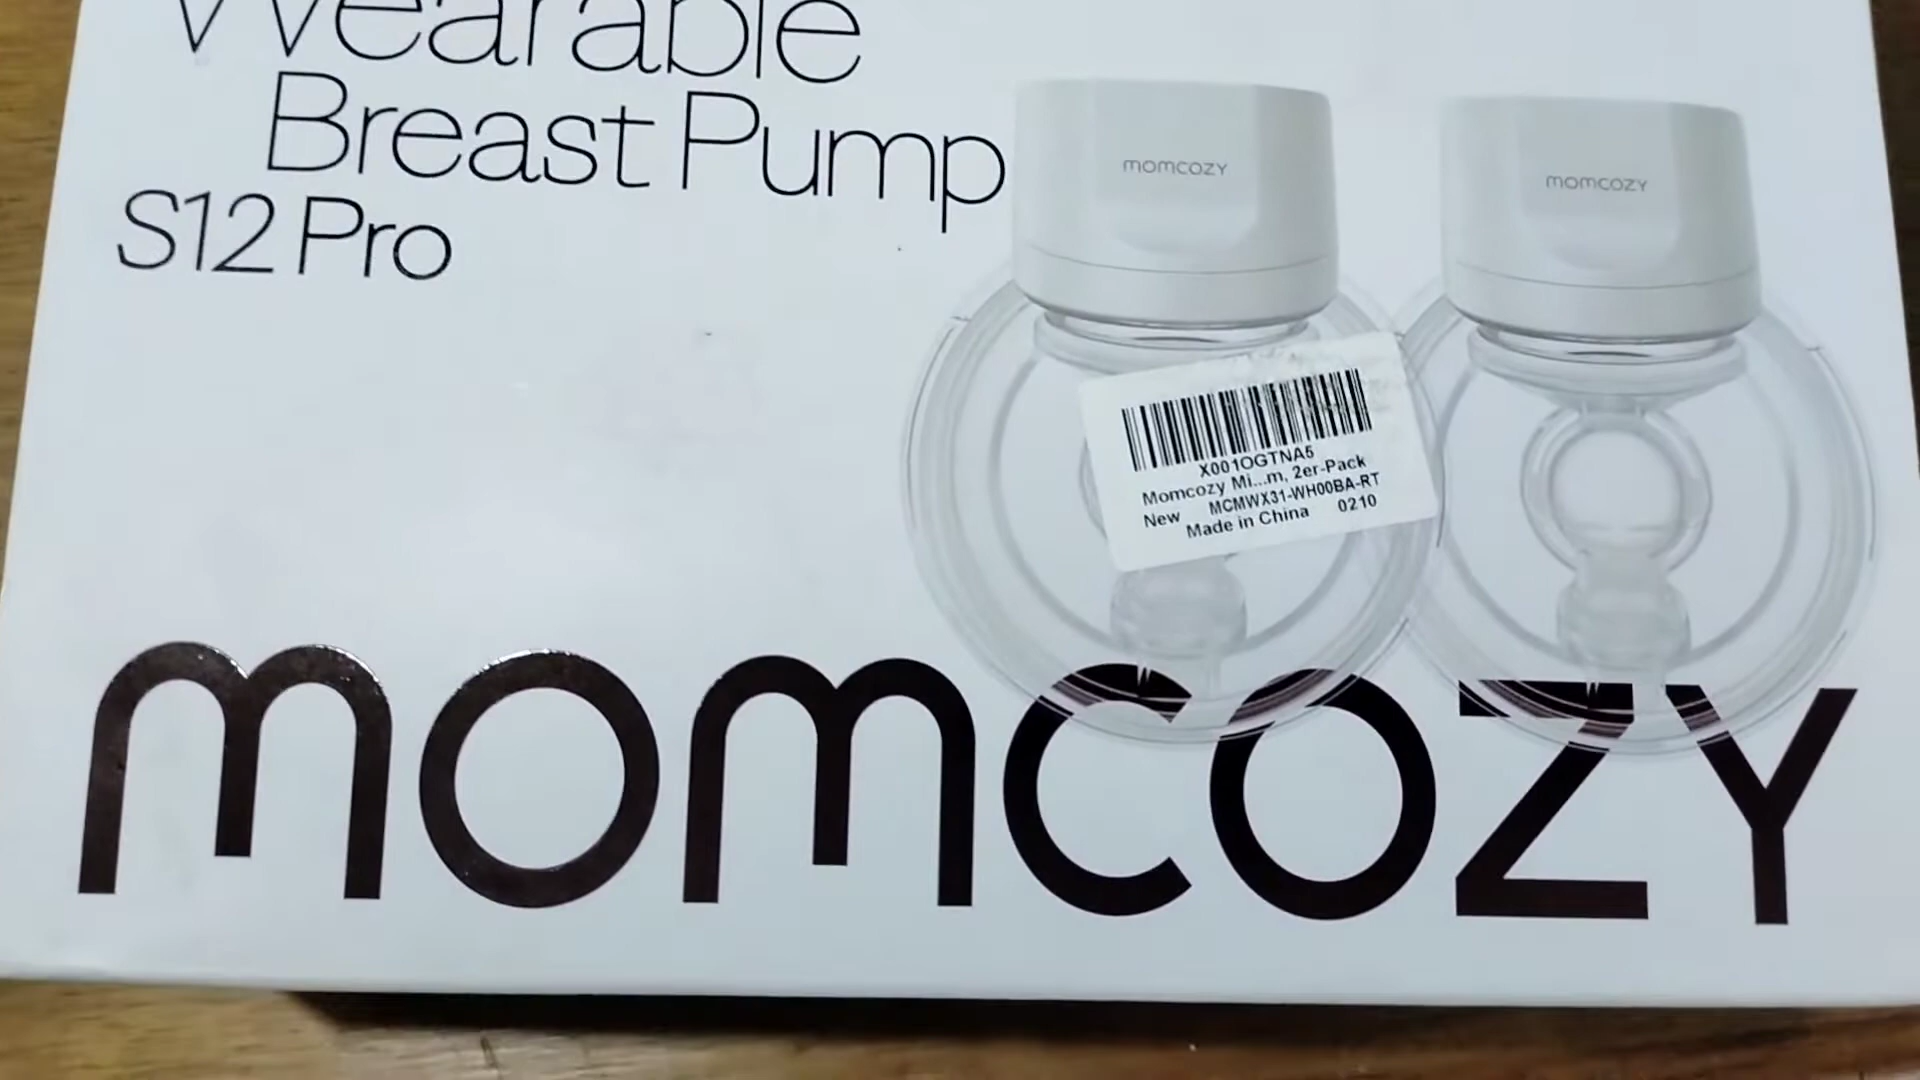 Wearable
Breast Pump
S12 Pro
momcozy
momcozy
X001OGTNA5
Momcozy Mi...m, 2er-Pack
New MCMWX31-WH00BA-RT
Made in China 0210
momcozy